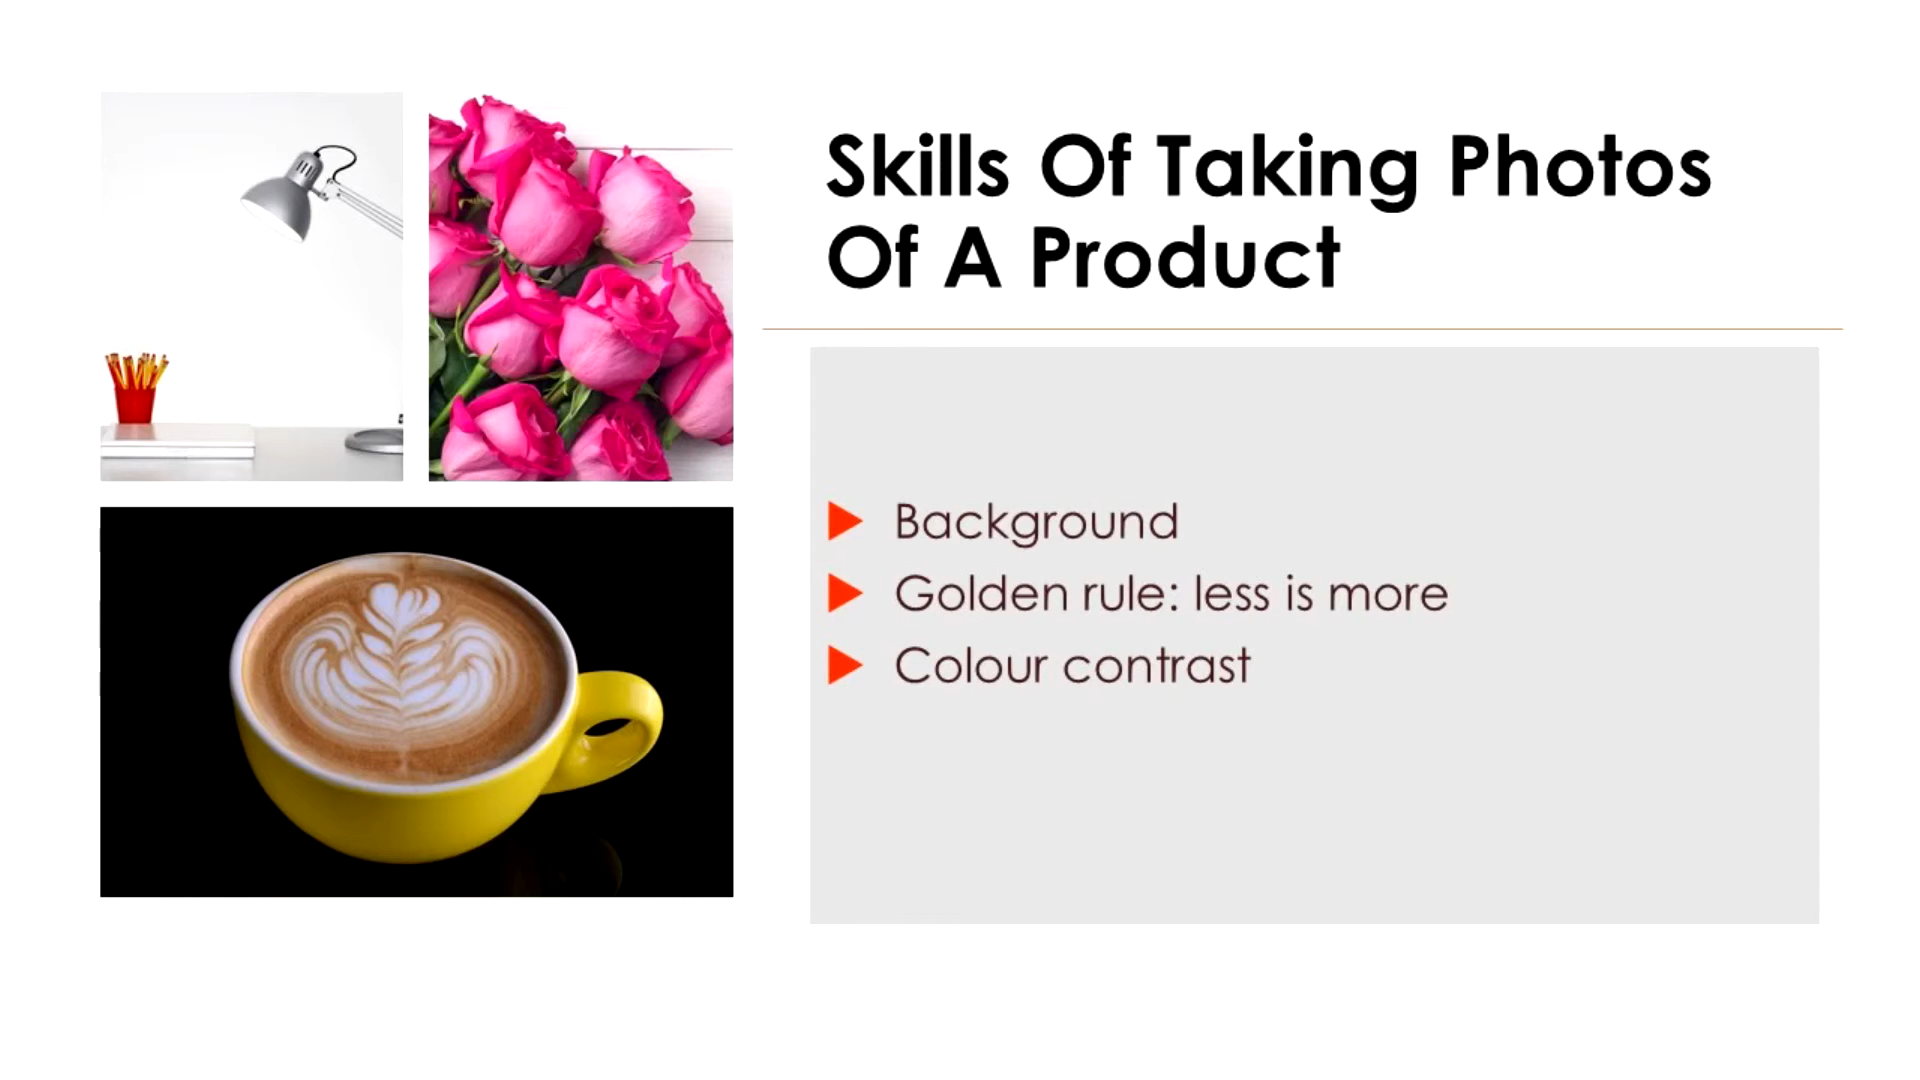 Skills Of Taking Photos
Of A Product
Background
Golden rule: less is more
Colour contrast